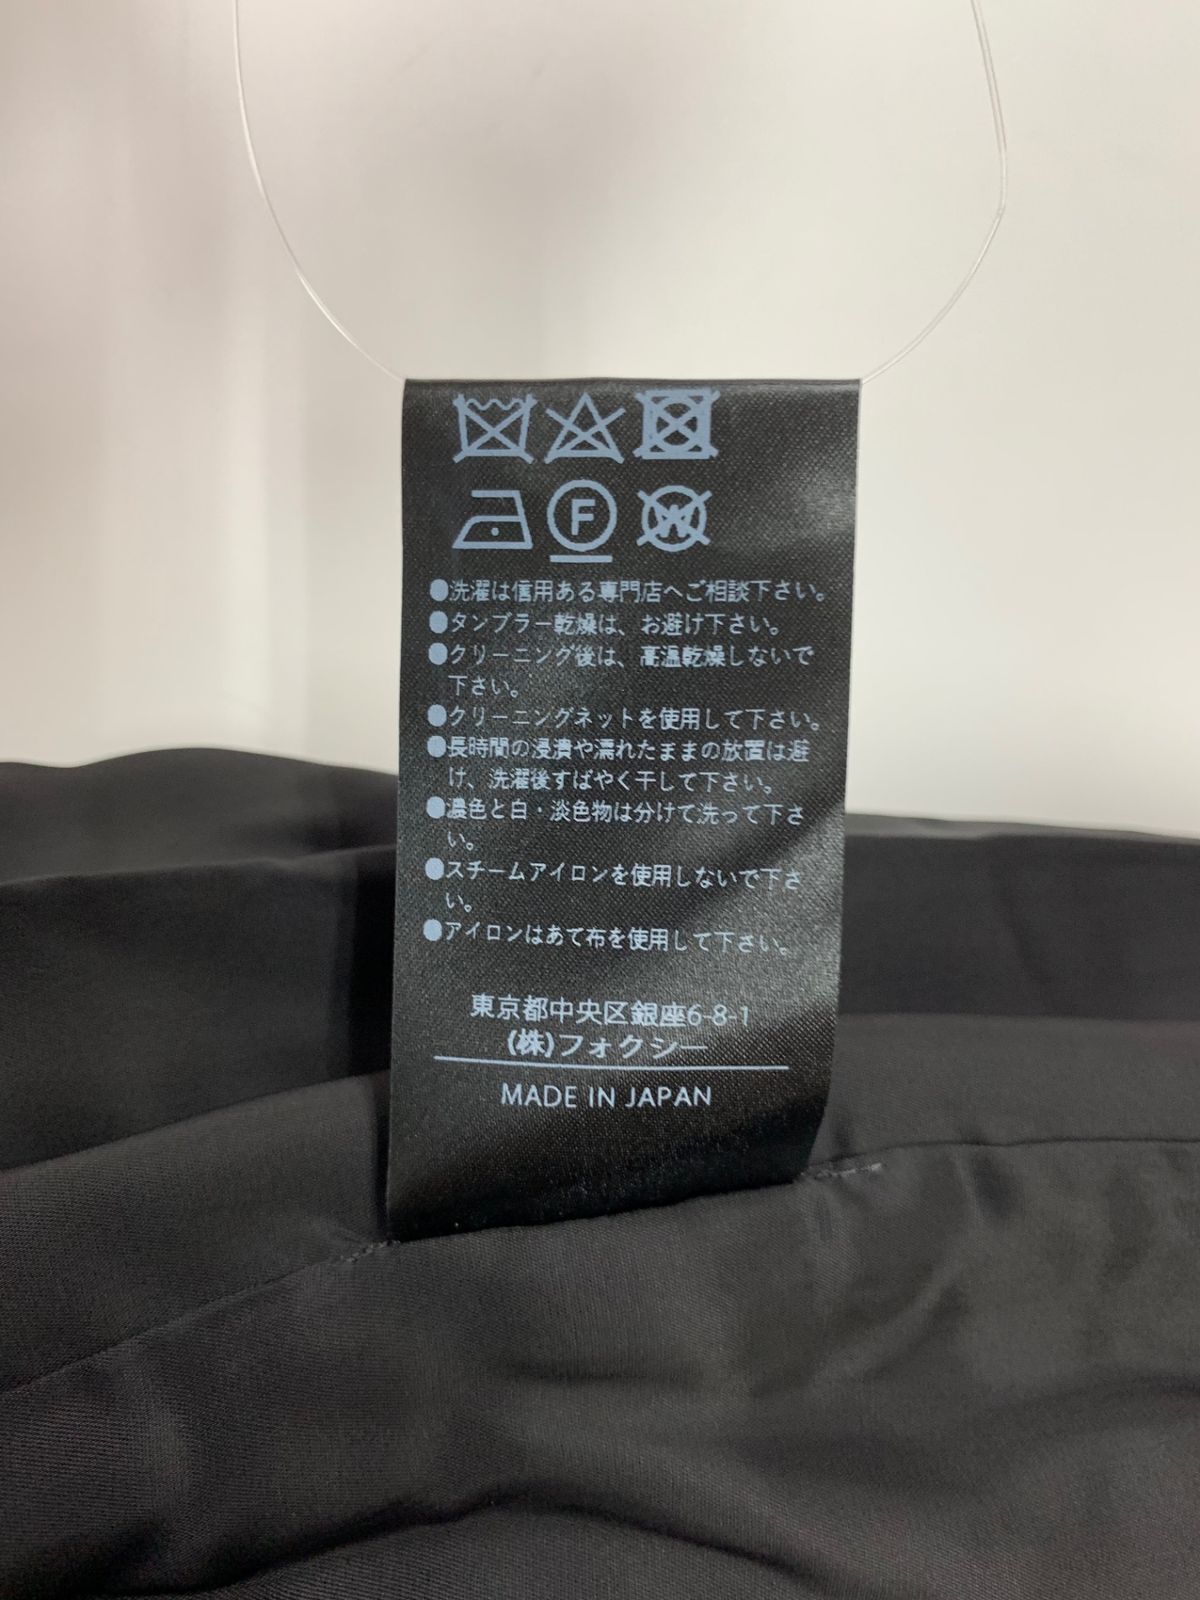 F W
●洗濯は信用ある専門店へご相談下さい。
●タンブラー乾燥は、お避け下さい。
●クリーニング後は、高温乾燥しないで
下さい。
●クリーニングネットを使用して下さい。
●長時間の浸漬や濡れたままの放置は避
け、洗濯後すばやく干して下さい。
●濃色と白・淡色物は分けて洗って下さ
い。
●スチームアイロンを使用しないで下さ
い。
●アイロンはあて布を使用して下さい。
東京都中央区銀座6-8-1
(株)フォクシー
MADE IN JAPAN